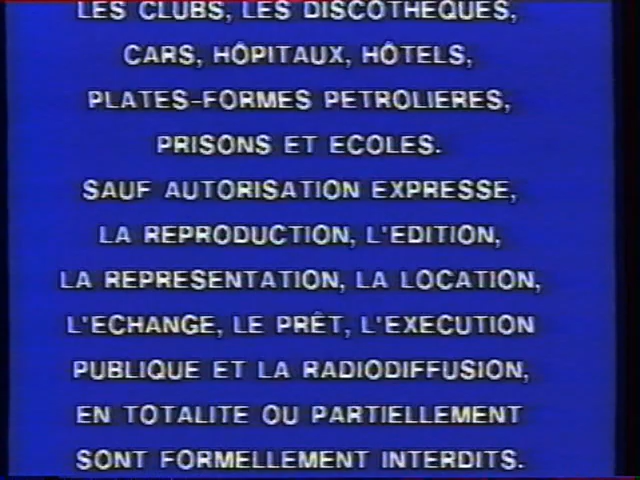 LES CLUBS, LES DISCOTHEQUES,
CARS, HÔPITAUX, HÔTELS,
PLATES-FORMES PETROLIERES,
PRISONS ET ECOLES.
SAUF AUTORISATION EXPRESSE,
LA REPRODUCTION, L'EDITION,
LA REPRESENTATION, LA LOCATION,
L'ECHANGE, LE PRÊT, L'EXECUTION
PUBLIQUE ET LA RADIODIFFUSION,
EN TOTALITE OU PARTIELLEMENT
SONT FORMELLEMENT INTERDITS.